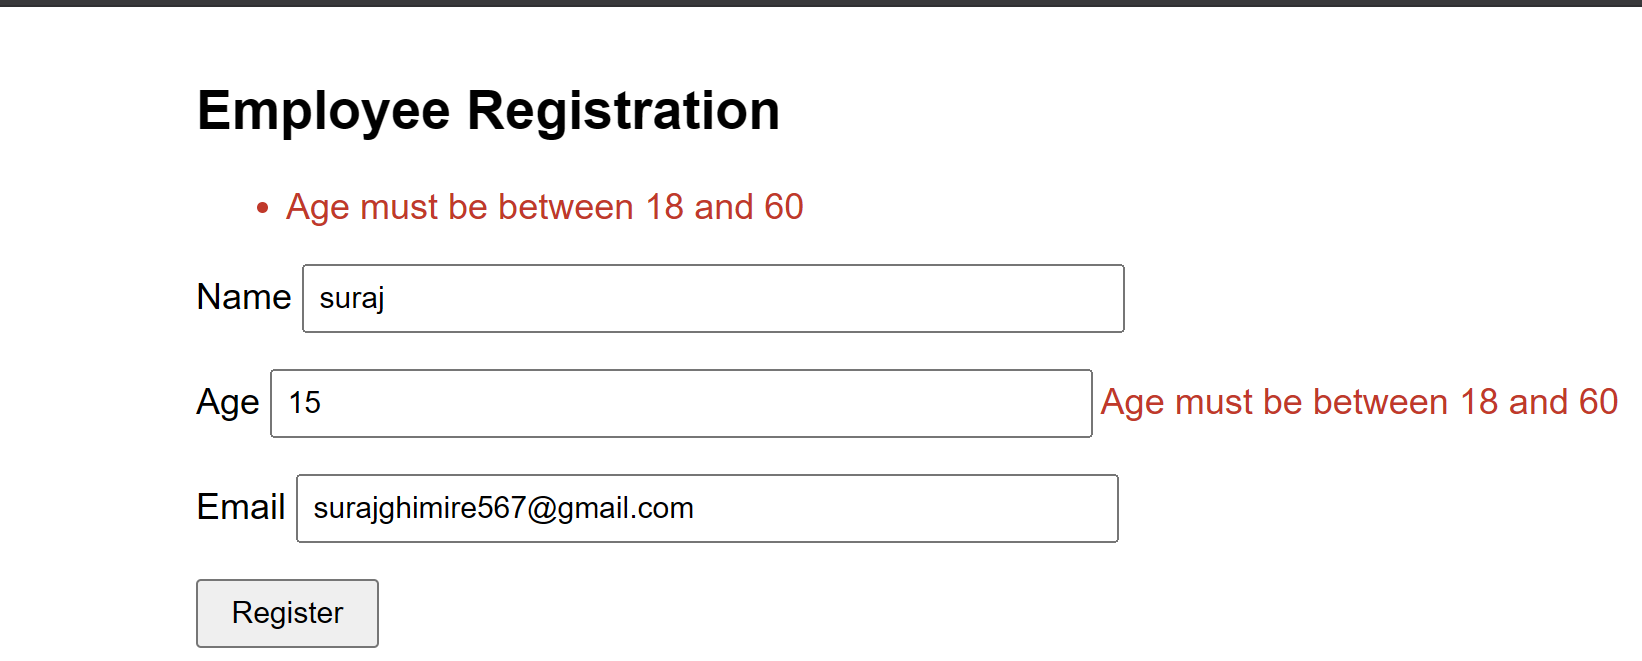 Employee Registration
• Age must be between 18 and 60
Name suraj
Age 15 Age must be between 18 and 60
Email surajghimire567@gmail.com
Register